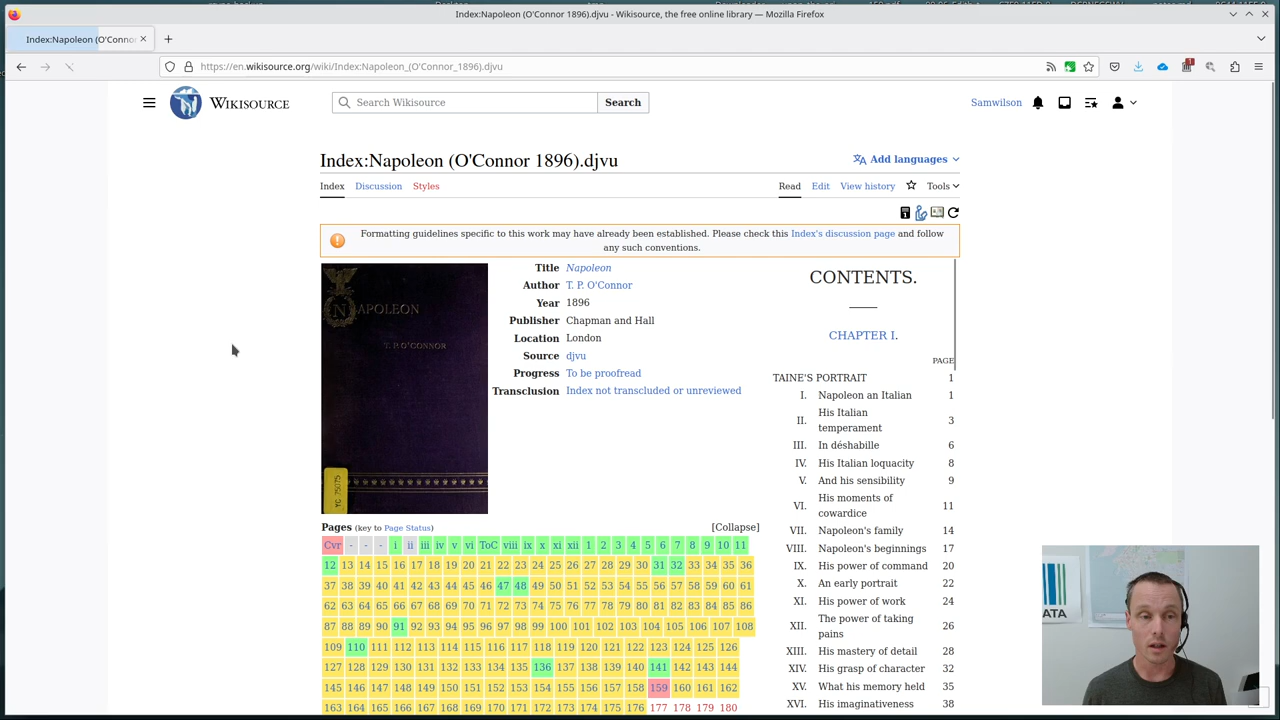 Index:Napoleon (O'Connor 1896).djvu - Wikisource, the free online library — Mozilla Firefox
Index:Napoleon (O'Connor
https://en.wikisource.org/wiki/Index:Napoleon_(O'Connor_1896).djvu
WIKISOURCE
Search Wikisource
Search
Samwilson
Index:Napoleon (O'Connor 1896).djvu
Add languages
Index Discussion Styles
Read Edit View history Tools
Formatting guidelines specific to this work may have already been established. Please check this Index's discussion page and follow
any such conventions.
NAPOLEON
T. P. O'CONNOR
YC 75075
Title Napoleon
Author T. P. O'Connor
Year 1896
Publisher Chapman and Hall
Location London
Source djvu
Progress To be proofread
Transclusion Index not transcluded or unreviewed
CONTENTS.
CHAPTER I.
PAGE
TAINE'S PORTRAIT 1
I. Napoleon an Italian 1
II. His Italian temperament 3
III. In déshabille 6
IV. His Italian loquacity 8
V. And his sensibility 9
VI. His moments of cowardice 11
VII. Napoleon's family 14
VIII. Napoleon's beginnings 17
IX. His power of command 20
X. An early portrait 22
XI. His power of work 24
XII. The power of taking pains 26
XIII. His mastery of detail 28
XIV. His grasp of character 32
XV. What his memory held 35
XVI. His imaginativeness 38
Pages (key to Page Status) [Collapse]
Cvr - - - i ii iii iv v vi ToC viii ix x xi xii 1 2 3 4 5 6 7 8 9 10 11
12 13 14 15 16 17 18 19 20 21 22 23 24 25 26 27 28 29 30 31 32 33 34 35 36
37 38 39 40 41 42 43 44 45 46 47 48 49 50 51 52 53 54 55 56 57 58 59 60 61
62 63 64 65 66 67 68 69 70 71 72 73 74 75 76 77 78 79 80 81 82 83 84 85 86
87 88 89 90 91 92 93 94 95 96 97 98 99 100 101 102 103 104 105 106 107 108
109 110 111 112 113 114 115 116 117 118 119 120 121 122 123 124 125 126
127 128 129 130 131 132 133 134 135 136 137 138 139 140 141 142 143 144
145 146 147 148 149 150 151 152 153 154 155 156 157 158 159 160 161 162
163 164 165 166 167 168 169 170 171 172 173 174 175 176 177 178 179 180